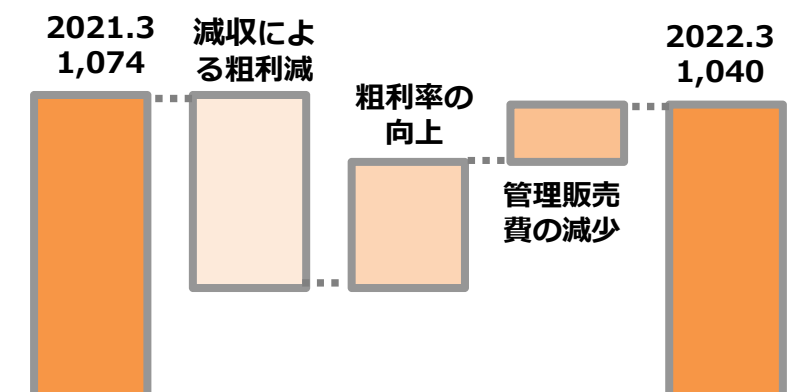 2021.3
1,074
減収によ
る粗利減
粗利率の
向上
管理販売
費の減少
2022.3
1,040